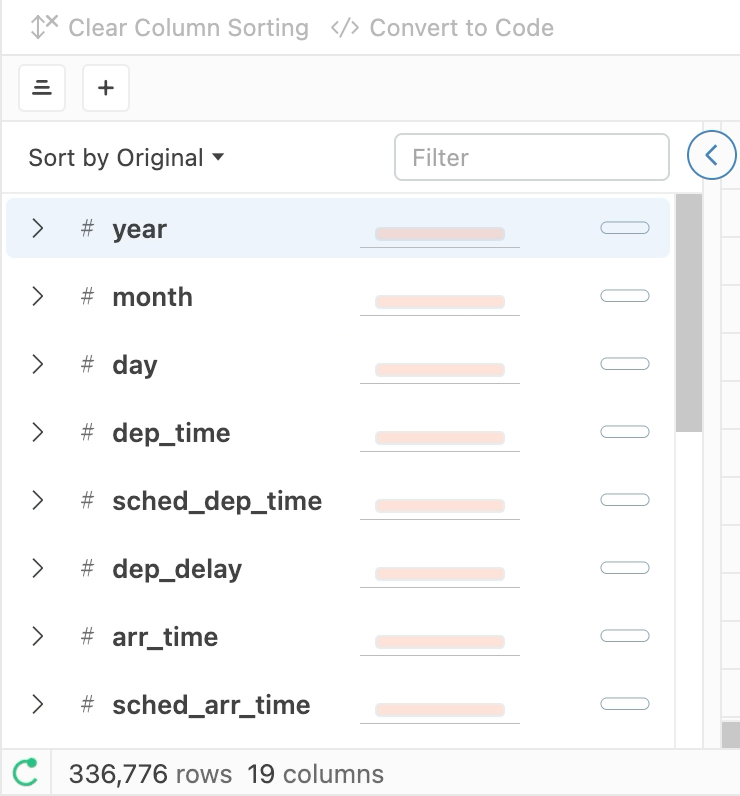 Clear Column Sorting </> Convert to Code
+
Sort by Original Filter
# year
# month
# day
# dep_time
# sched_dep_time
# dep_delay
# arr_time
# sched_arr_time
336,776 rows 19 columns